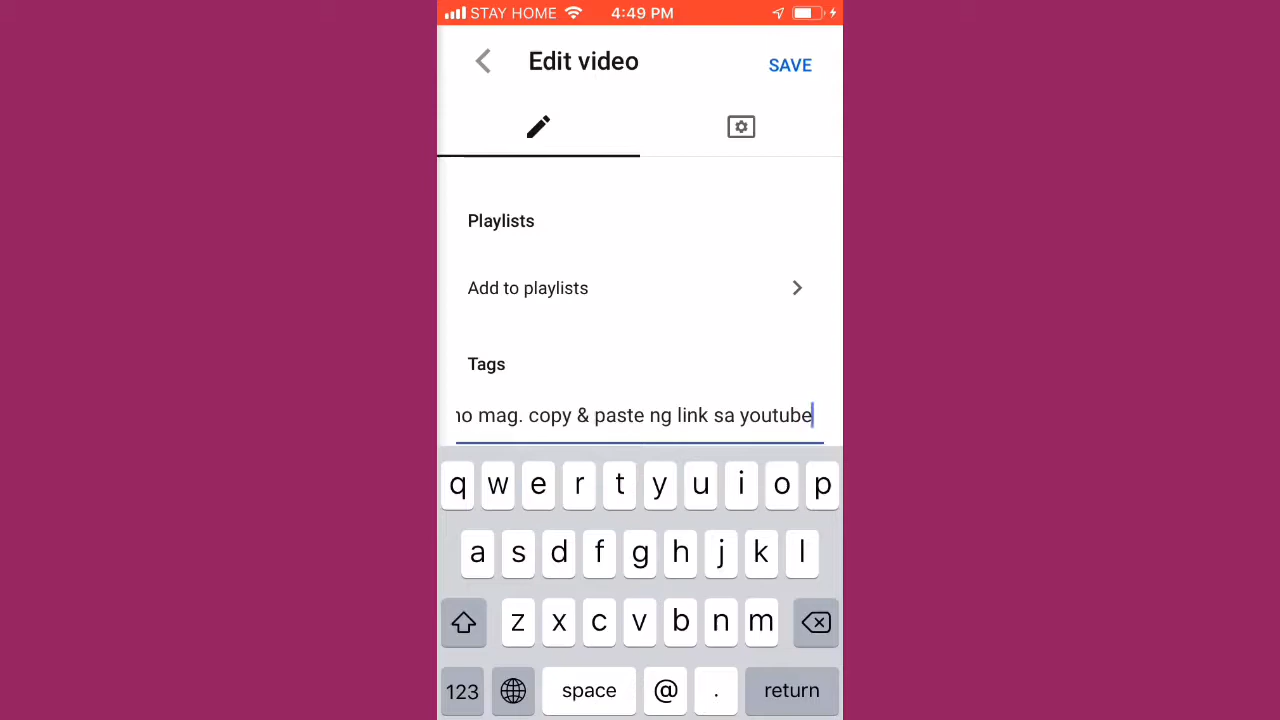 STAY HOME 4:49 PM
Edit video
SAVE
Playlists
Add to playlists
Tags
mag. copy & paste ng link sa youtube
q w e r t y u i o p
a s d f g h j k l
z x c v b n m
123 space @ . return